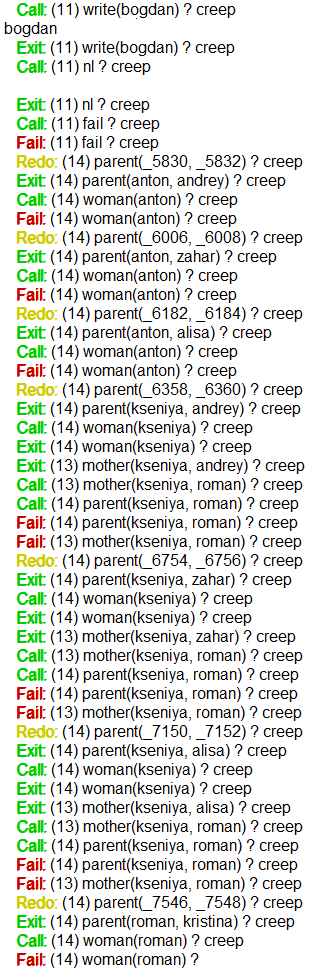 Call: (11) write(bogdan) ? creep
bogdan
Exit: (11) write(bogdan) ? creep
Call: (11) nl ? creep
Exit: (11) nl ? creep
Call: (11) fail ? creep
Fail: (11) fail ? creep
Redo: (14) parent(_5830, _5832) ? creep
Exit: (14) parent(anton, andrey) ? creep
Call: (14) woman(anton) ? creep
Fail: (14) woman(anton) ? creep
Redo: (14) parent(_6006, _6008) ? creep
Exit: (14) parent(anton, zahar) ? creep
Call: (14) woman(anton) ? creep
Fail: (14) woman(anton) ? creep
Redo: (14) parent(_6182, _6184) ? creep
Exit: (14) parent(anton, alisa) ? creep
Call: (14) woman(anton) ? creep
Fail: (14) woman(anton) ? creep
Redo: (14) parent(_6358, _6360) ? creep
Exit: (14) parent(kseniya, andrey) ? creep
Call: (14) woman(kseniya) ? creep
Exit: (14) woman(kseniya) ? creep
Exit: (13) mother(kseniya, andrey) ? creep
Call: (13) mother(kseniya, roman) ? creep
Call: (14) parent(kseniya, roman) ? creep
Fail: (14) parent(kseniya, roman) ? creep
Fail: (13) mother(kseniya, roman) ? creep
Redo: (14) parent(_6754, _6756) ? creep
Exit: (14) parent(kseniya, zahar) ? creep
Call: (14) woman(kseniya) ? creep
Exit: (14) woman(kseniya) ? creep
Exit: (13) mother(kseniya, zahar) ? creep
Call: (13) mother(kseniya, roman) ? creep
Call: (14) parent(kseniya, roman) ? creep
Fail: (14) parent(kseniya, roman) ? creep
Fail: (13) mother(kseniya, roman) ? creep
Redo: (14) parent(_7150, _7152) ? creep
Exit: (14) parent(kseniya, alisa) ? creep
Call: (14) woman(kseniya) ? creep
Exit: (14) woman(kseniya) ? creep
Exit: (13) mother(kseniya, alisa) ? creep
Call: (13) mother(kseniya, roman) ? creep
Call: (14) parent(kseniya, roman) ? creep
Fail: (14) parent(kseniya, roman) ? creep
Fail: (13) mother(kseniya, roman) ? creep
Redo: (14) parent(_7546, _7548) ? creep
Exit: (14) parent(roman, kristina) ? creep
Call: (14) woman(roman) ? creep
Fail: (14) woman(roman) ?